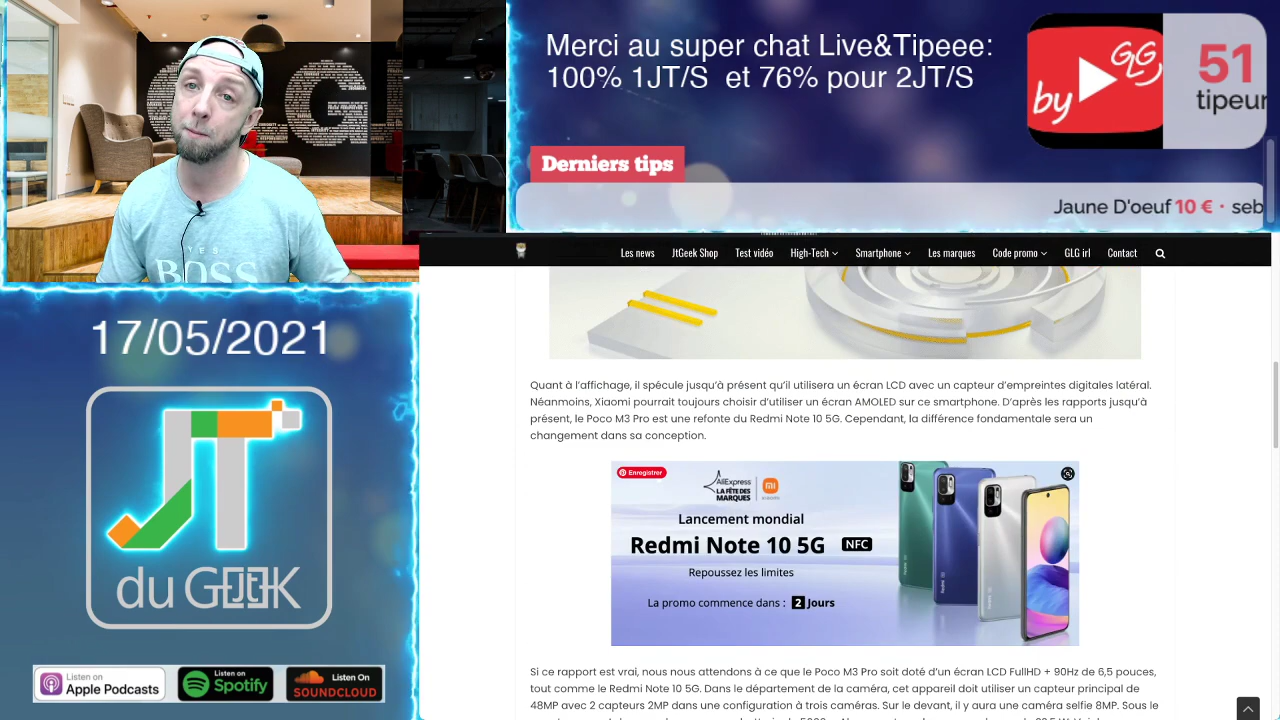 Merci au super chat Live&Tipeee:
100% 1JT/S et 25% pour 2JT/S
by
GG
51
tipeur
Derniers tips
Jaune D'oeuf 10 € · seb
YES
BOSS
Les news JtGeek Shop Test vidéo High-Tech Smartphone Les marques Code promo GLG irl Contact
17/05/2021
JT
du GEEK
Listen on
Apple Podcasts
Listen on
Spotify
Listen On
SOUNDCLOUD
Quant à l'affichage, il spécule jusqu'à présent qu'il utilisera un écran LCD avec un capteur d'empreintes digitales latéral.
Néanmoins, Xiaomi pourrait toujours choisir d'utiliser un écran AMOLED sur ce smartphone. D'après les rapports jusqu'à
présent, le Poco M3 Pro est une refonte du Redmi Note 10 5G. Cependant, la différence fondamentale sera un
changement dans sa conception.
Enregistrer
AliExpress
LA FÊTE DES
MARQUES
xiaomi
Lancement mondial
Redmi Note 10 5G NFC
Repoussez les limites
La promo commence dans : 2 Jours
Si ce rapport est vrai, nous nous attendons à ce que le Poco M3 Pro soit doté d'un écran LCD FullHD + 90Hz de 6,5 pouces,
tout comme le Redmi Note 10 5G. Dans le département de la caméra, cet appareil doit utiliser un capteur principal de
48MP avec 2 capteurs 2MP dans une configuration à trois caméras. Sur le devant, il y aura une caméra selfie 8MP. Sous le